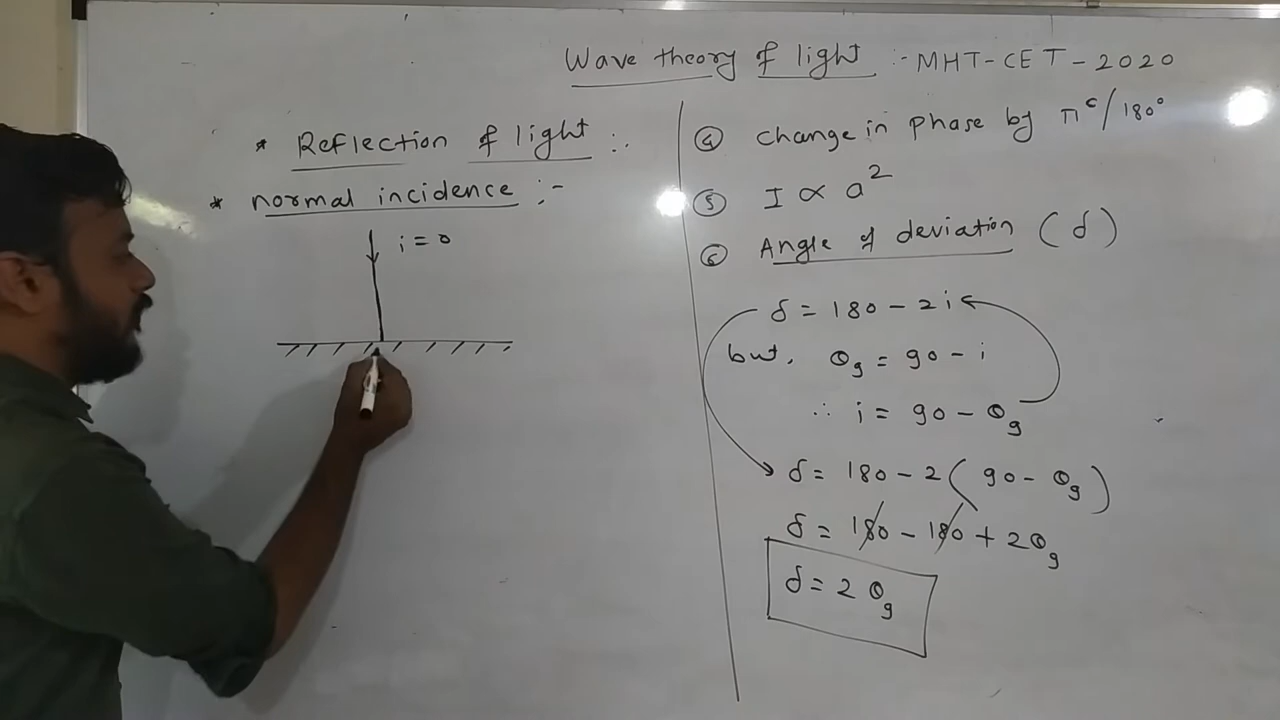 Wave theory of light :- MHT-CET-2020
* Reflection of light :-
* normal incidence :-
i = 0
④ change in phase by π^c/180°
⑤ I ∝ a²
⑥ Angle of deviation (δ)
δ = 180 - 2i
but, θg = 90 - i
∴ i = 90 - θg
δ = 180 - 2(90 - θg)
δ = 180 - 180 + 2θg
δ = 2θg